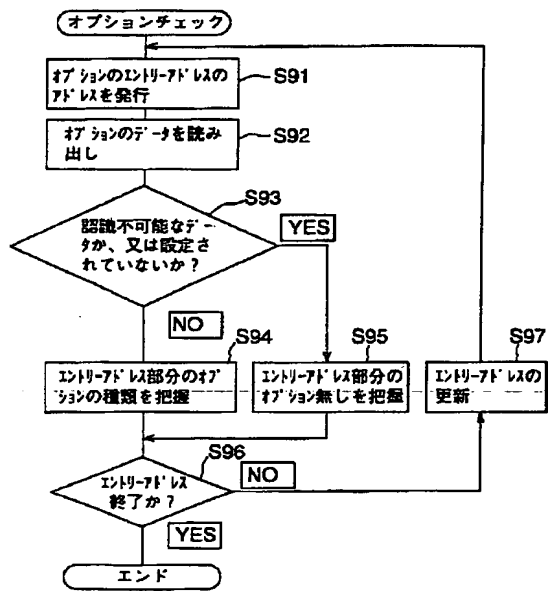 オプションチェック
オプションのエントリーアドレスの
アドレスを発行
S91
オプションのデータを読み
出し
S92
S93
認識不可能なデー
タか、又は設定さ
れていないか?
YES
NO
S94
エントリーアドレス部分のオプ
ションの種類を把握
S95
エントリーアドレス部分の
オプション無しを把握
S97
エントリーアドレスの
更新
S96
エントリーアドレス
終了か?
NO
YES
エンド